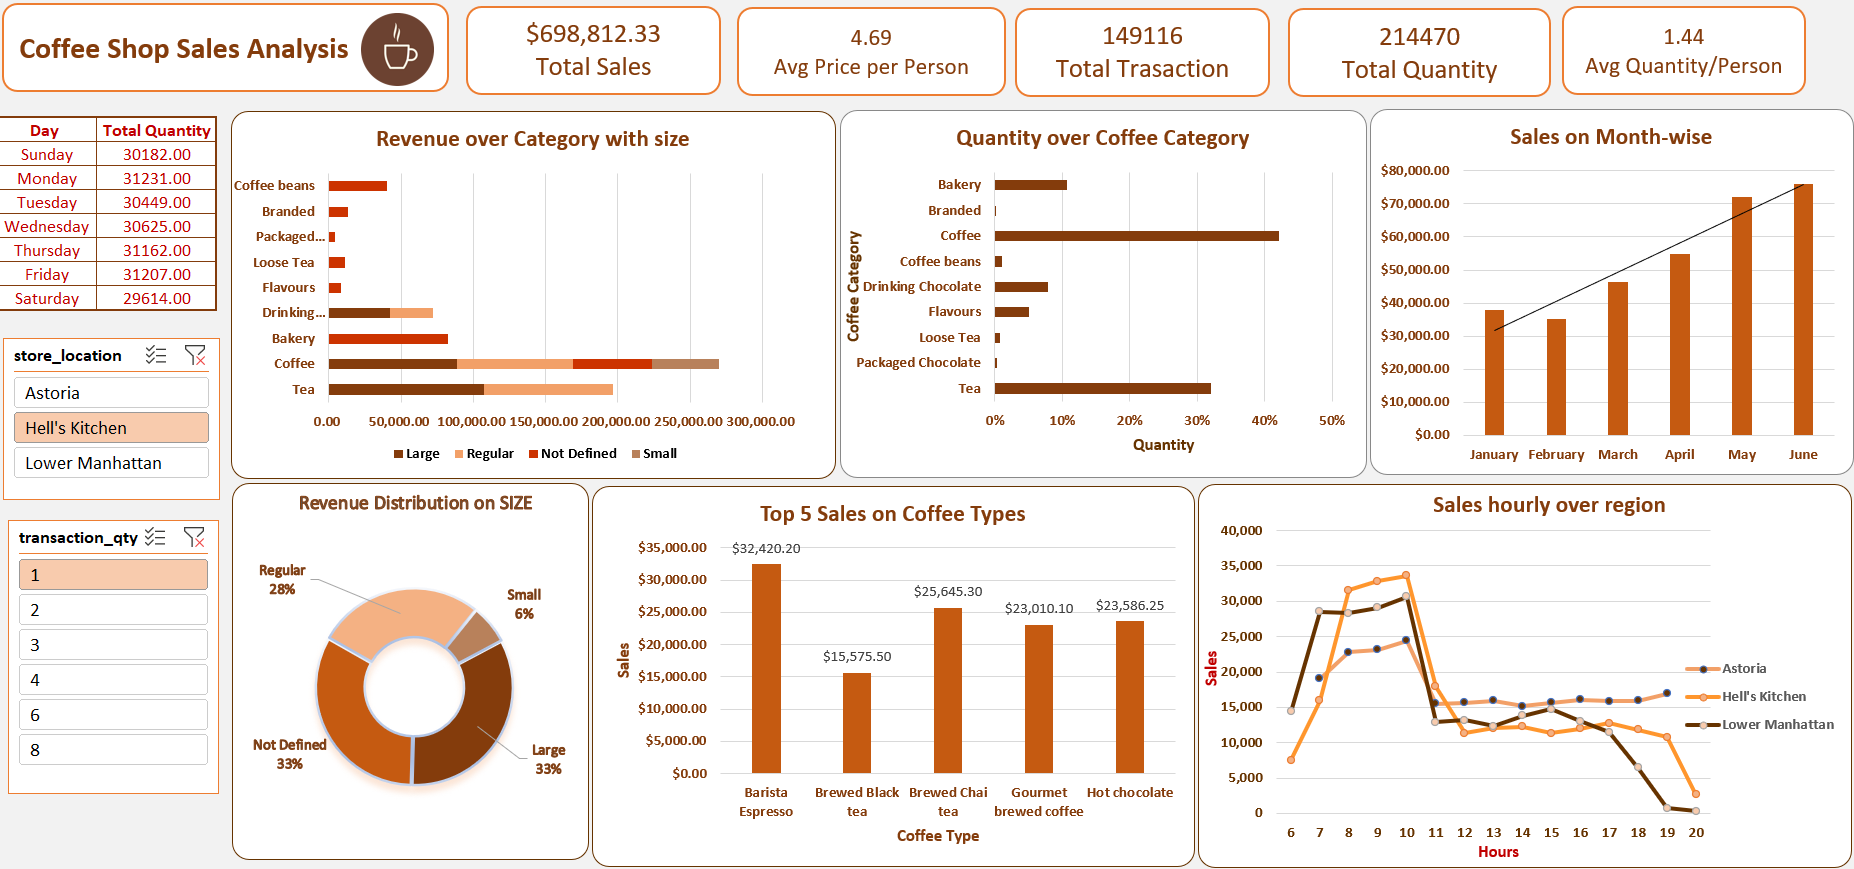 Coffee Shop Sales Analysis
$698,812.33
Total Sales
4.69
Avg Price per Person
149116
Total Trasaction
214470
Total Quantity
1.44
Avg Quantity/Person
Day Total Quantity
Sunday 30182.00
Monday 31231.00
Tuesday 30449.00
Wednesday 30625.00
Thursday 31162.00
Friday 31207.00
Saturday 29614.00
store_location
Astoria
Hell's Kitchen
Lower Manhattan
transaction_qty
1
2
3
4
6
8
Revenue over Category with size
Coffee beans
Branded
Packaged...
Loose Tea
Flavours
Drinking...
Bakery
Coffee
Tea
0.00 50,000.00 100,000.00 150,000.00 200,000.00 250,000.00 300,000.00
Large Regular Not Defined Small
Quantity over Coffee Category
Coffee Category
Bakery
Branded
Coffee
Coffee beans
Drinking Chocolate
Flavours
Loose Tea
Packaged Chocolate
Tea
0% 10% 20% 30% 40% 50%
Quantity
Sales on Month-wise
$80,000.00
$70,000.00
$60,000.00
$50,000.00
$40,000.00
$30,000.00
$20,000.00
$10,000.00
$0.00
January February March April May June
Revenue Distribution on SIZE
Regular
28%
Small
6%
Not Defined
33%
Large
33%
Top 5 Sales on Coffee Types
Sales
$35,000.00
$30,000.00
$25,000.00
$20,000.00
$15,000.00
$10,000.00
$5,000.00
$0.00
$32,420.20
$15,575.50
$25,645.30
$23,010.10
$23,586.25
Barista
Espresso
Brewed Black
tea
Brewed Chai
tea
Gourmet
brewed coffee
Hot chocolate
Coffee Type
Sales hourly over region
Sales
40,000
35,000
30,000
25,000
20,000
15,000
10,000
5,000
0
6 7 8 9 10 11 12 13 14 15 16 17 18 19 20
Hours
Astoria
Hell's Kitchen
Lower Manhattan